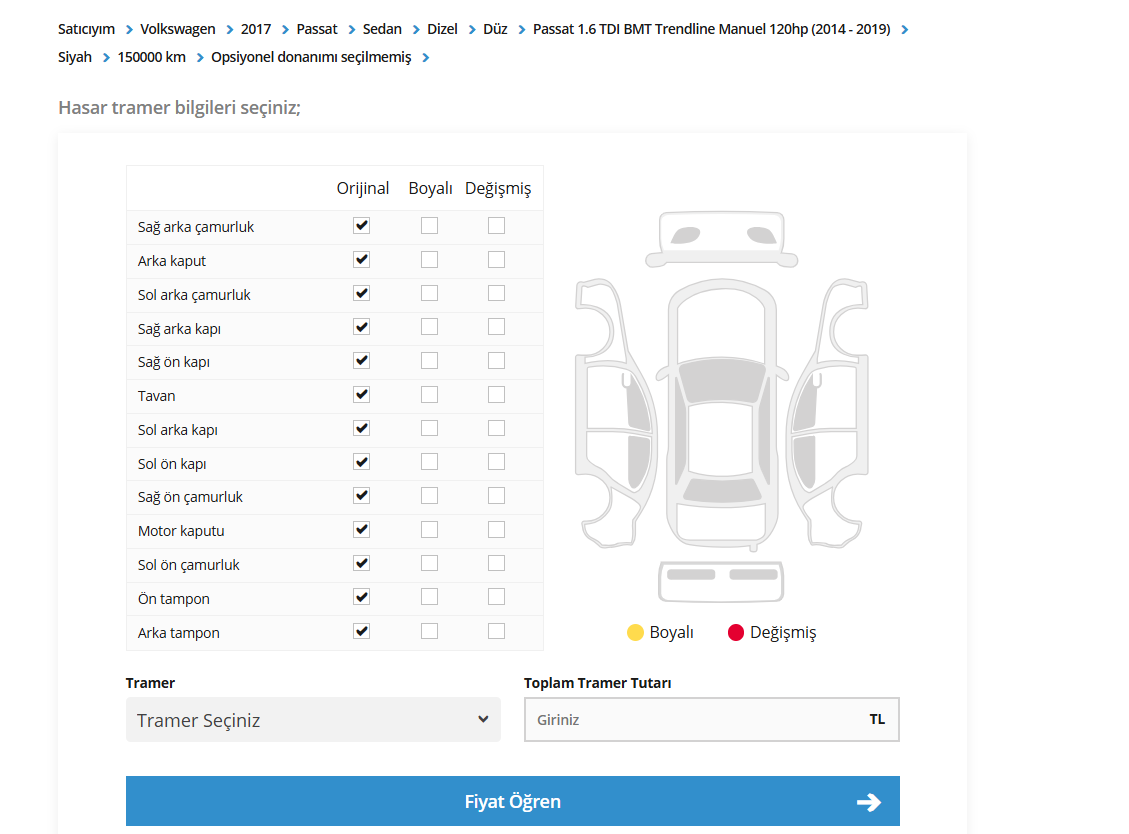 Satıcıyım > Volkswagen > 2017 > Passat > Sedan > Dizel > Düz > Passat 1.6 TDI BMT Trendline Manuel 120hp (2014 - 2019) >
Siyah > 150000 km > Opsiyonel donanımı seçilmemiş >
Hasar tramer bilgileri seçiniz;
Orijinal Boyalı Değişmiş
Sağ arka çamurluk
Arka kaput
Sol arka çamurluk
Sağ arka kapı
Sağ ön kapı
Tavan
Sol arka kapı
Sol ön kapı
Sağ ön çamurluk
Motor kaputu
Sol ön çamurluk
Ön tampon
Arka tampon
Boyalı Değişmiş
Tramer
Tramer Seçiniz
Toplam Tramer Tutarı
Giriniz TL
Fiyat Öğren